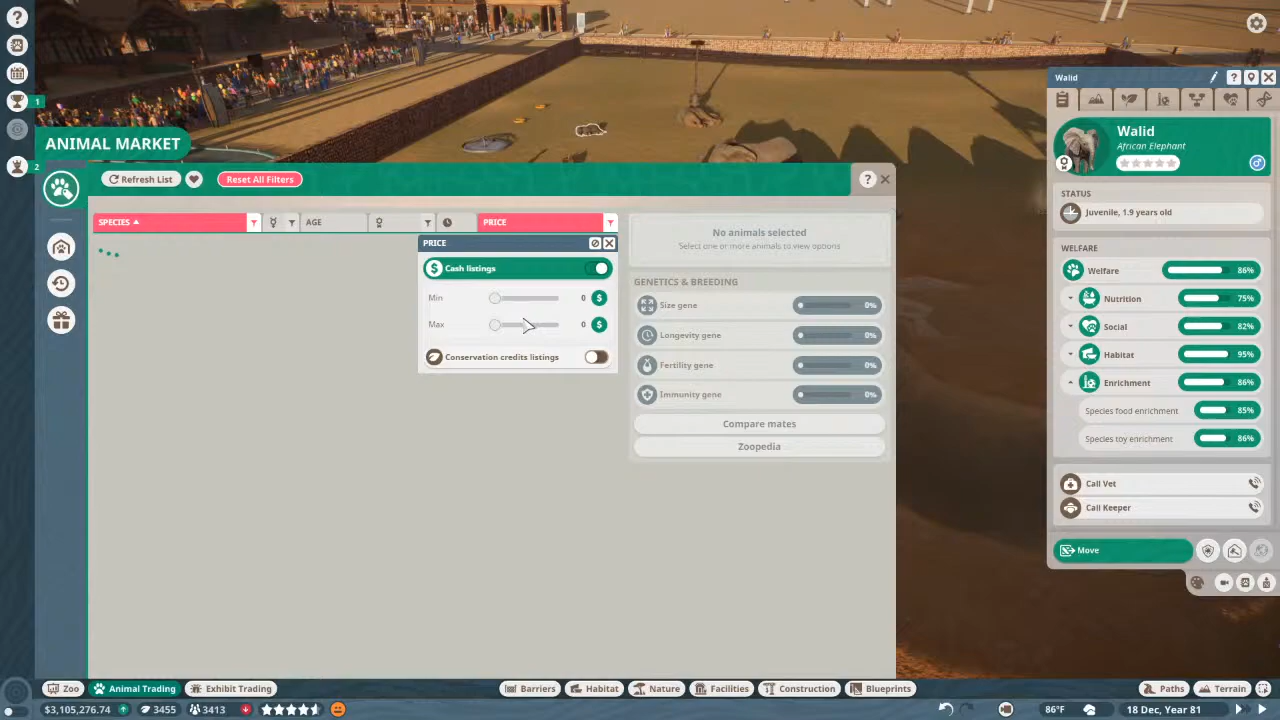 ?
1
ANIMAL MARKET
2
Refresh List
Reset All Filters
?
SPECIES
AGE
PRICE
PRICE
Cash listings
Min 0 $
Max 0 $
Conservation credits listings
No animals selected
Select one or more animals to view options
GENETICS & BREEDING
Size gene 0%
Longevity gene 0%
Fertility gene 0%
Immunity gene 0%
Compare mates
Zoopedia
Walid
?
Walid
African Elephant
STATUS
Juvenile, 1.9 years old
WELFARE
Welfare 86%
Nutrition 75%
Social 82%
Habitat 95%
Enrichment 86%
Species food enrichment 85%
Species toy enrichment 86%
Call Vet
Call Keeper
Move
Zoo
Animal Trading
Exhibit Trading
Barriers
Habitat
Nature
Facilities
Construction
Blueprints
Paths
Terrain
$3,105,276.74
3455
3413
86°F
18 Dec, Year 81